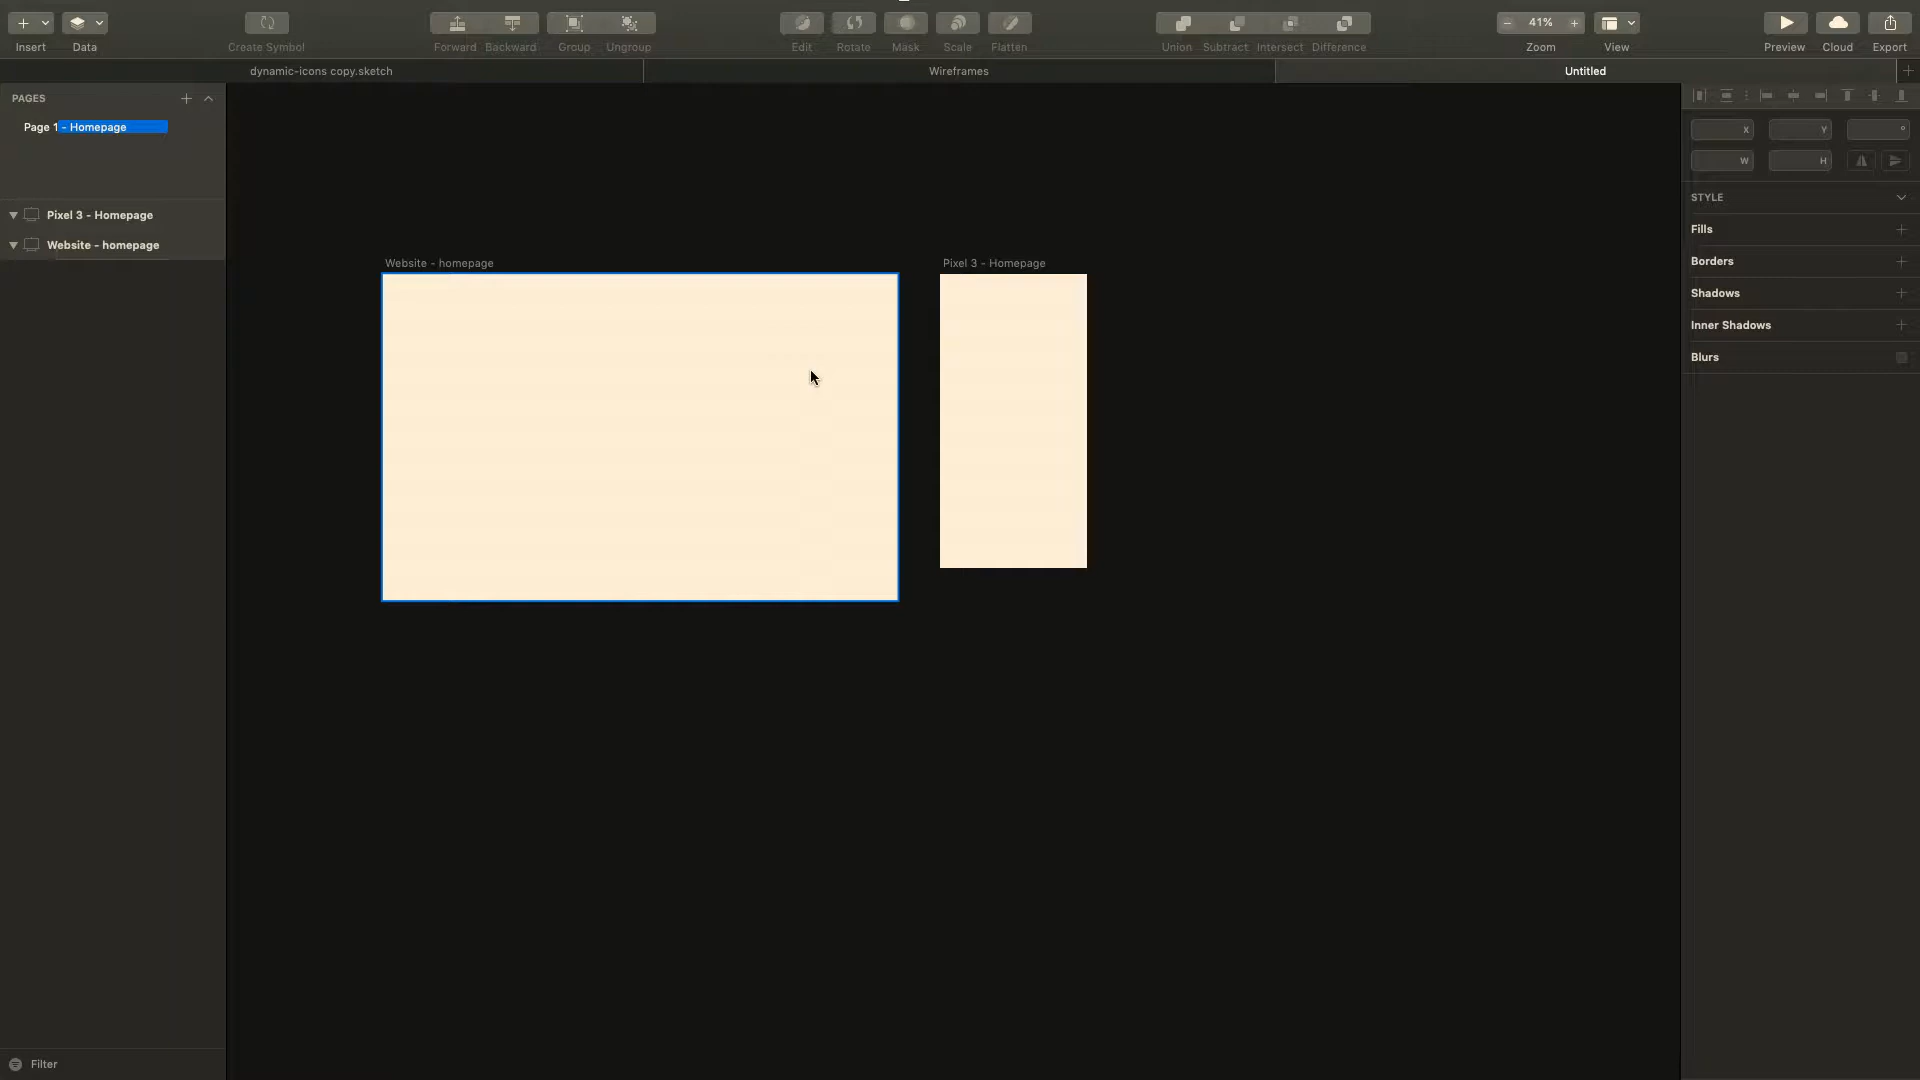 Insert
Data
Create Symbol
Forward
Backward
Group
Ungroup
Edit
Rotate
Mask
Scale
Flatten
Union
Subtract
Intersect
Difference
41%
Zoom
View
Preview
Cloud
Export
dynamic-icons copy.sketch
Wireframes
Untitled
PAGES
Page 1 - Homepage
Pixel 3 - Homepage
Website - homepage
Website - homepage
Pixel 3 - Homepage
X
Y
°
W
H
STYLE
Fills
Borders
Shadows
Inner Shadows
Blurs
Filter